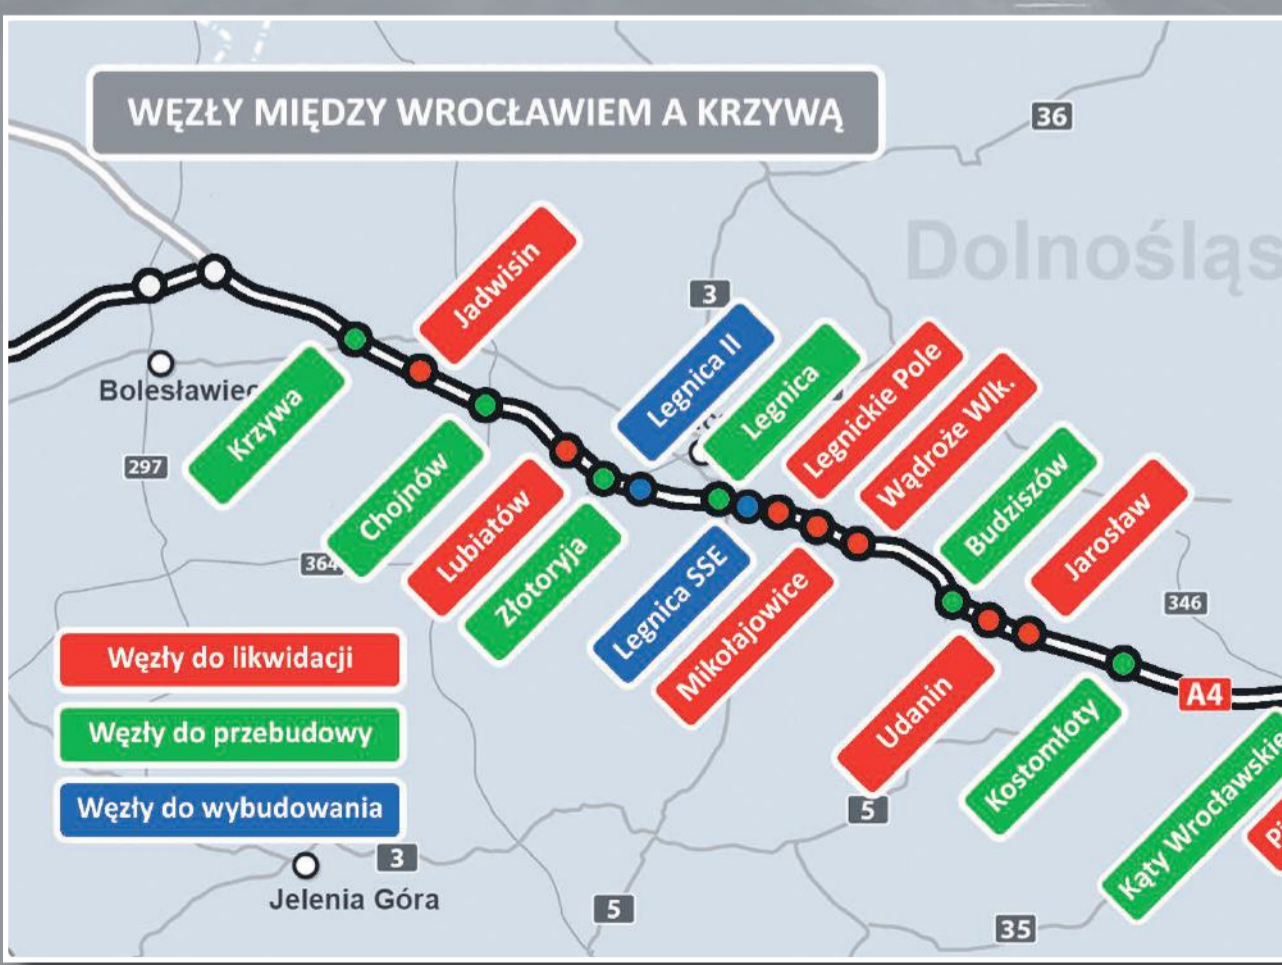 WĘZŁY MIĘDZY WROCŁAWIEM A KRZYWĄ
36
Dolnośląs
Jadwisin
3
Legnica II
Legnica
Legnickie Pole
Wądroże Wlk.
Bolesławiec
Krzywa
297
Chojnów
Lubiatów
Złotoryja
364
Legnica SSE
Mikołajowice
Budziszów
Jarosław
346
Udanin
A4
Kostomłoty
Kąty Wrocławskie
Węzły do likwidacji
Węzły do przebudowy
Węzły do wybudowania
5
3
Jelenia Góra
5
35